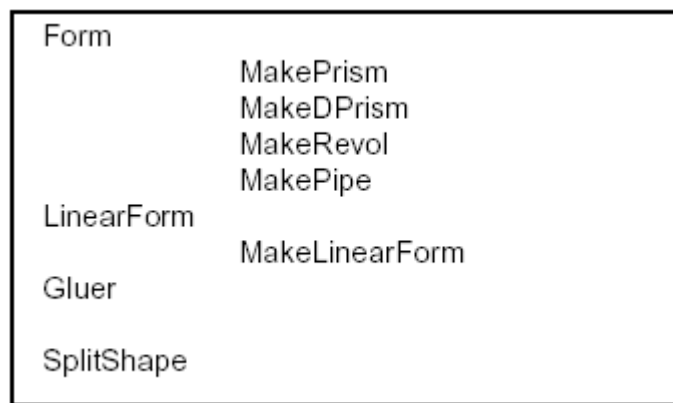 Form
MakePrism
MakeDPrism
MakeRevol
MakePipe
LinearForm
MakeLinearForm
Gluer
SplitShape